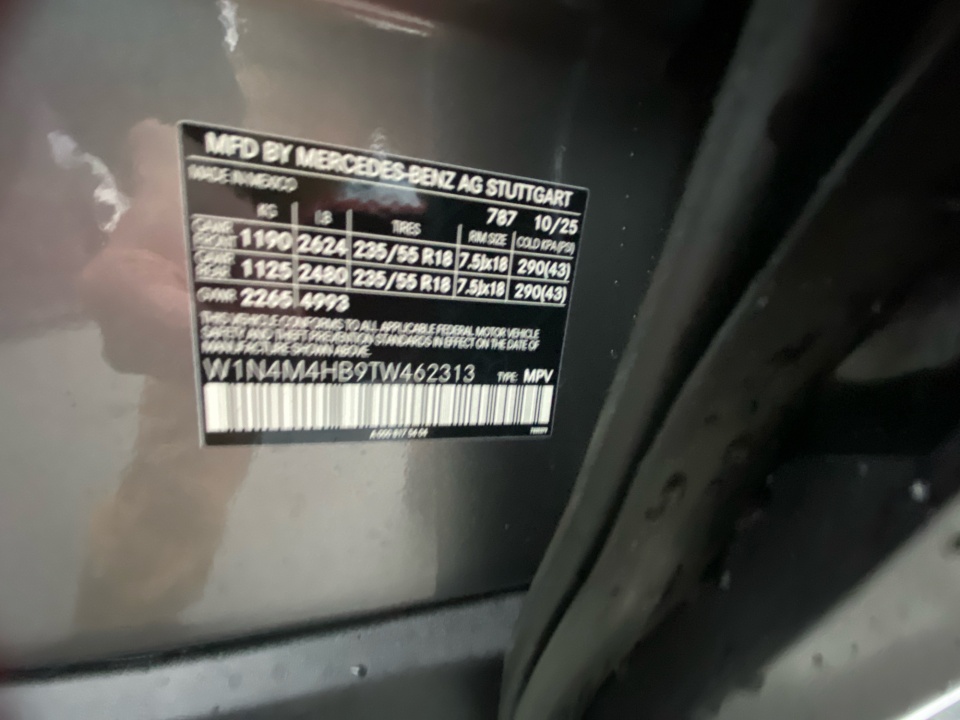 MFD BY MERCEDES-BENZ AG STUTTGART
MADE IN MEXICO 787 10/25
KG LB TIRES RIM SIZE COLD KPA(PSI)
GAWR FRONT 1190 2624 235/55 R18 7.5Jx18 290(43)
GAWR REAR 1125 2480 235/55 R18 7.5Jx18 290(43)
GVWR 2265 4993
THIS VEHICLE CONFORMS TO ALL APPLICABLE FEDERAL MOTOR VEHICLE
SAFETY AND THEFT PREVENTION STANDARDS IN EFFECT ON THE DATE OF
MANUFACTURE SHOWN ABOVE.
W1N4M4HB9TW462313 TYPE: MPV